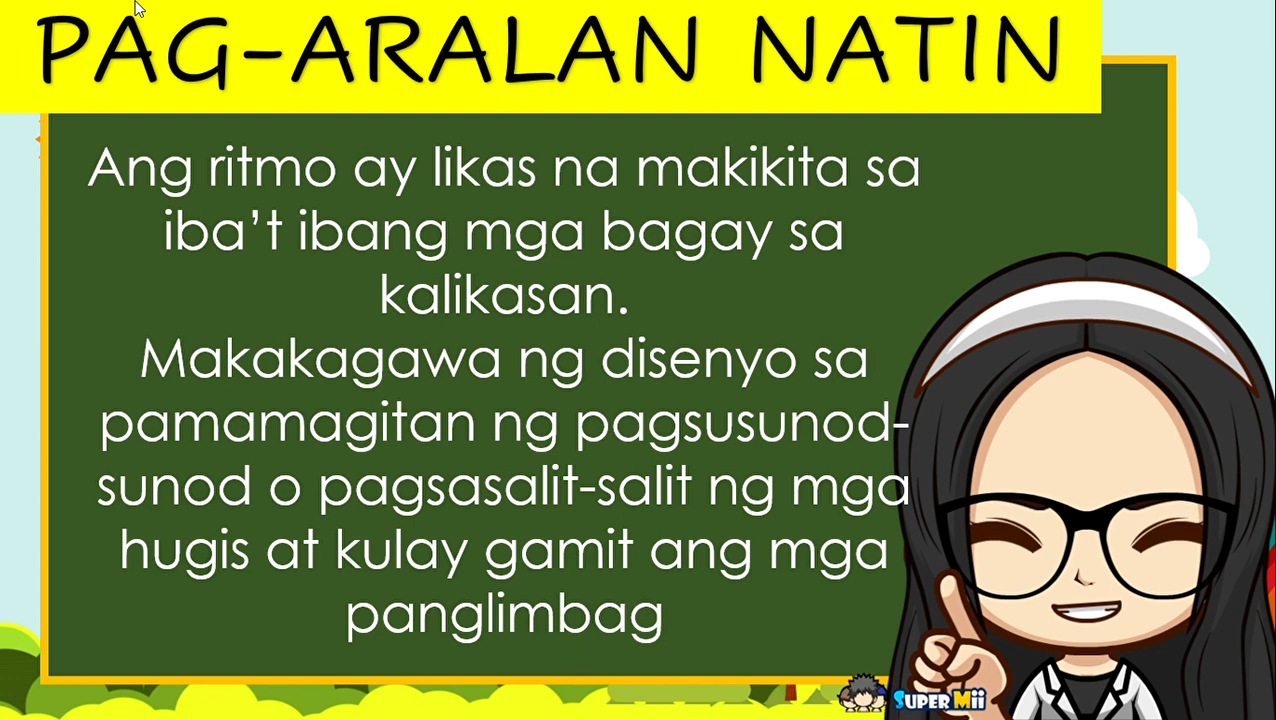 PAG-ARALAN NATIN
Ang ritmo ay likas na makikita sa
iba’t ibang mga bagay sa
kalikasan.
Makakagawa ng disenyo sa
pamamagitan ng pagsusunod-
sunod o pagsasalit-salit ng mga
hugis at kulay gamit ang mga
panglimbag
SUPER Mii